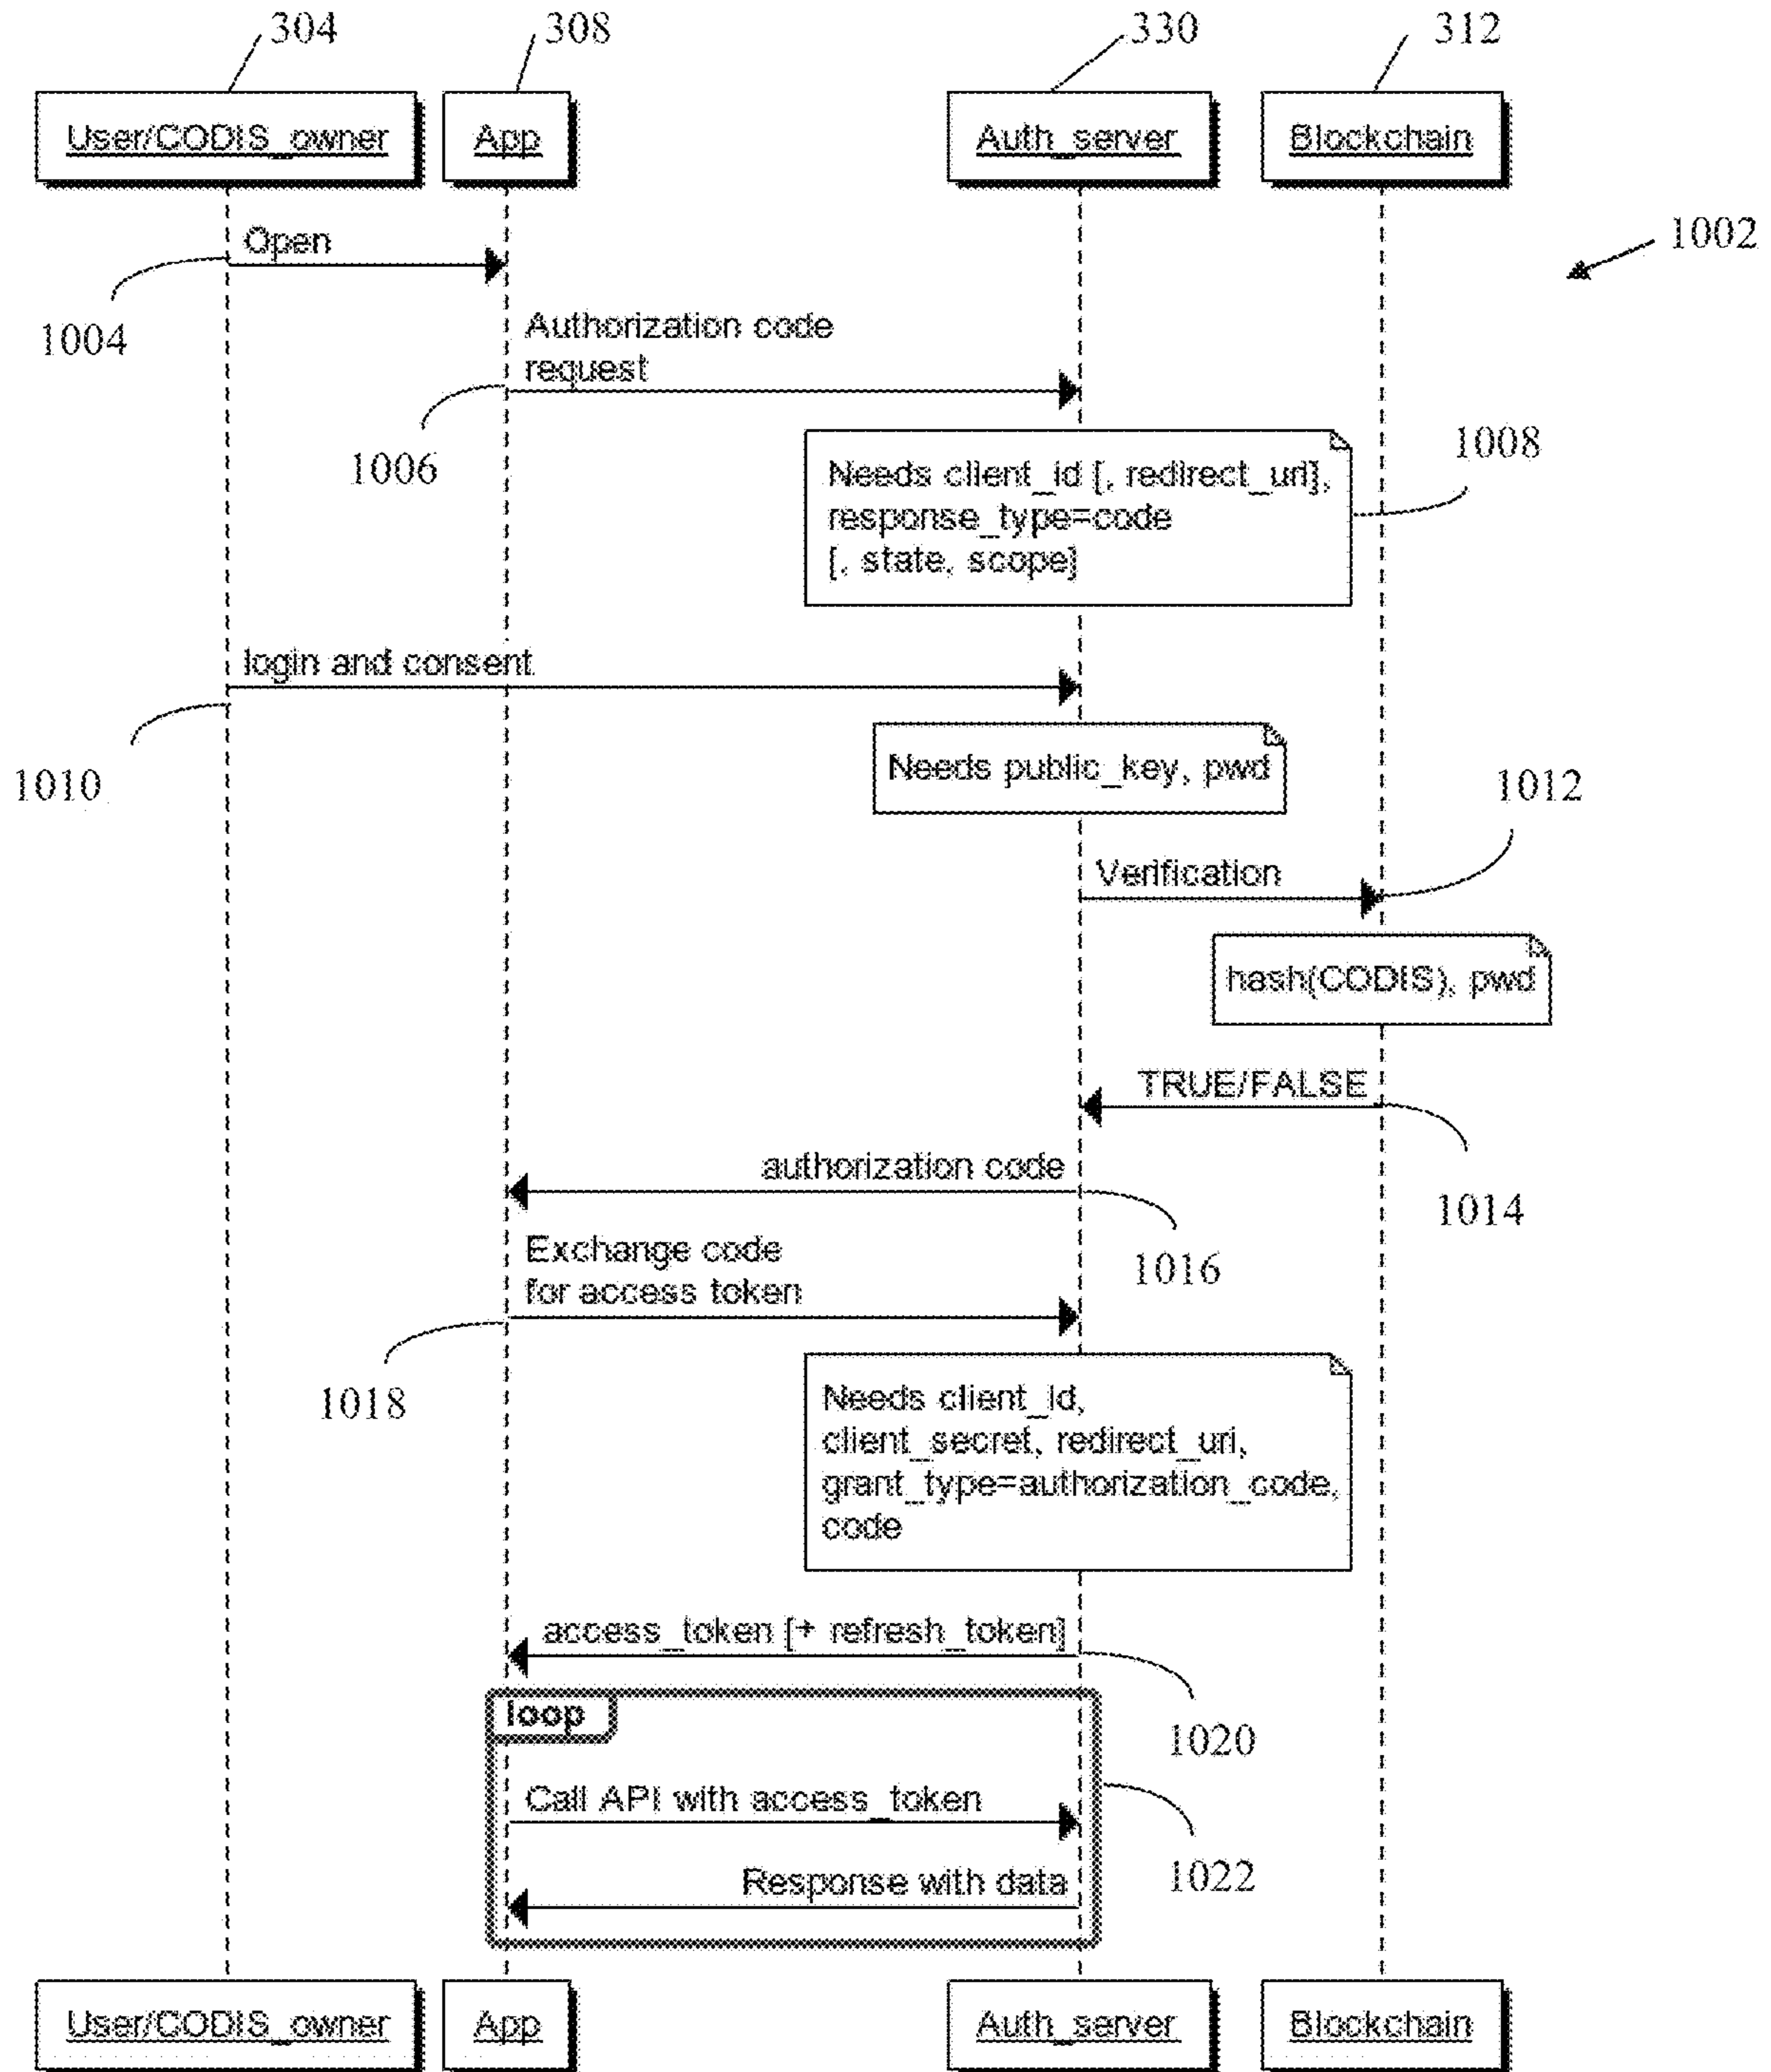 304
308
330
312
User/CODIS_owner
App
Auth_server
Blockchain
Open
1002
1004
Authorization code
request
1006
1008
Needs client_id [, redirect_uri],
response_type=code
[, state, scope]
login and consent
1010
Needs public_key, pwd
1012
Verification
hash(CODIS), pwd
TRUE/FALSE
1014
authorization code
1016
Exchange code
for access token
1018
Needs client_id,
client_secret, redirect_uri,
grant_type=authorization_code,
code
access_token [+ refresh_token]
1020
loop
Call API with access_token
1022
Response with data
User/CODIS_owner
App
Auth_server
Blockchain